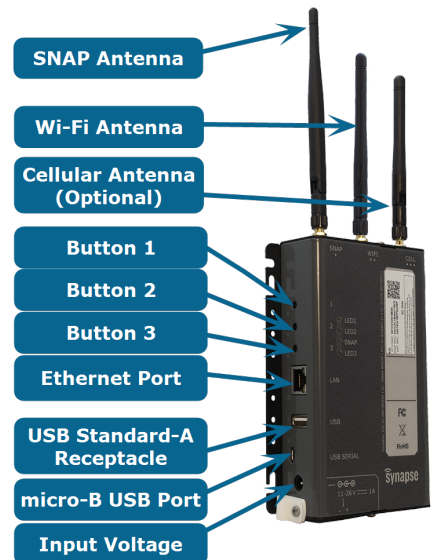 SNAP Antenna
Wi-Fi Antenna
Cellular Antenna
(Optional)
Button 1
Button 2
Button 3
Ethernet Port
USB Standard-A
Receptacle
micro-B USB Port
Input Voltage
SNAP
WIFI
CELL
1
2
3
LED1
LED2
SNAP
LED3
LAN
USB
USB SERIAL
11-26V 1A
FC
RoHS
synapse